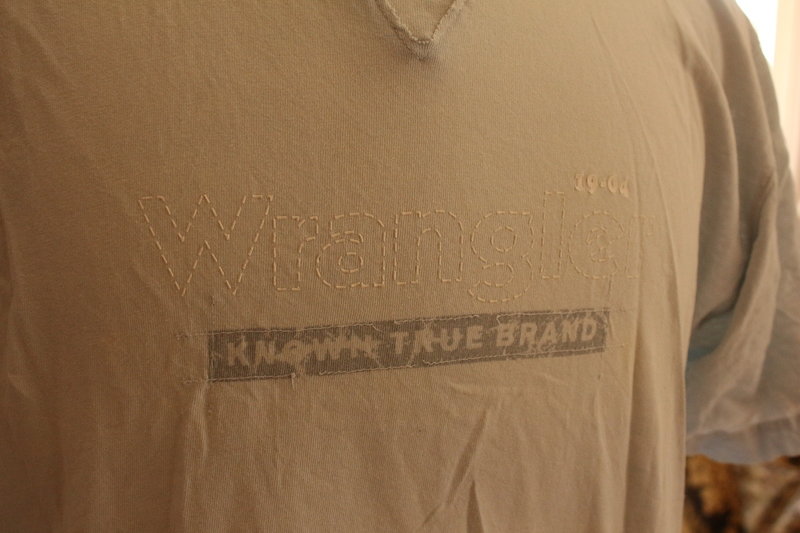 19-04
Wrangler
KNOWN TRUE BRAND